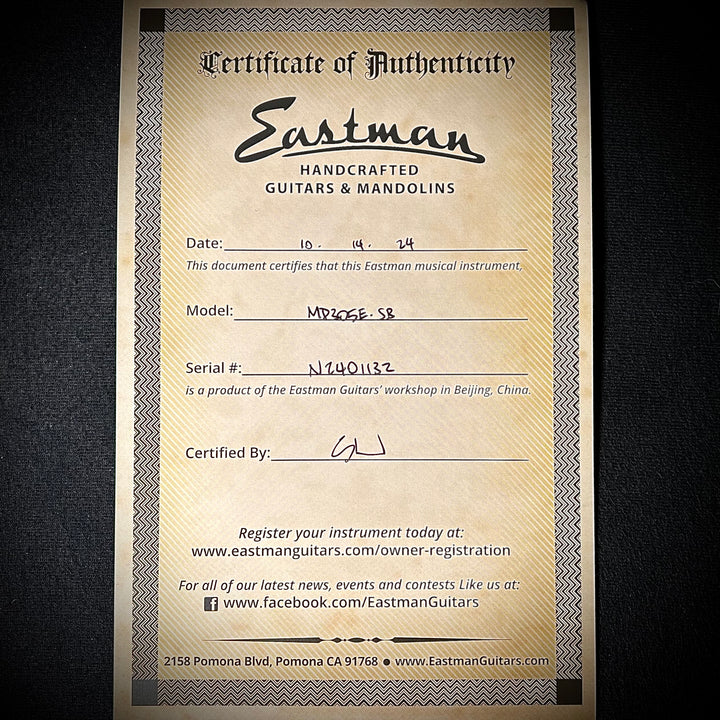 Certificate of Authenticity
Eastman
HANDCRAFTED
GUITARS & MANDOLINS
Date: 10. 14. 24
This document certifies that this Eastman musical instrument,
Model: MD305E-SB
Serial #: N2401132
is a product of the Eastman Guitars' workshop in Beijing, China.
Certified By:
Register your instrument today at:
www.eastmanguitars.com/owner-registration
For all of our latest news, events and contests Like us at:
f www.facebook.com/EastmanGuitars
2158 Pomona Blvd, Pomona CA 91768 ● www.EastmanGuitars.com